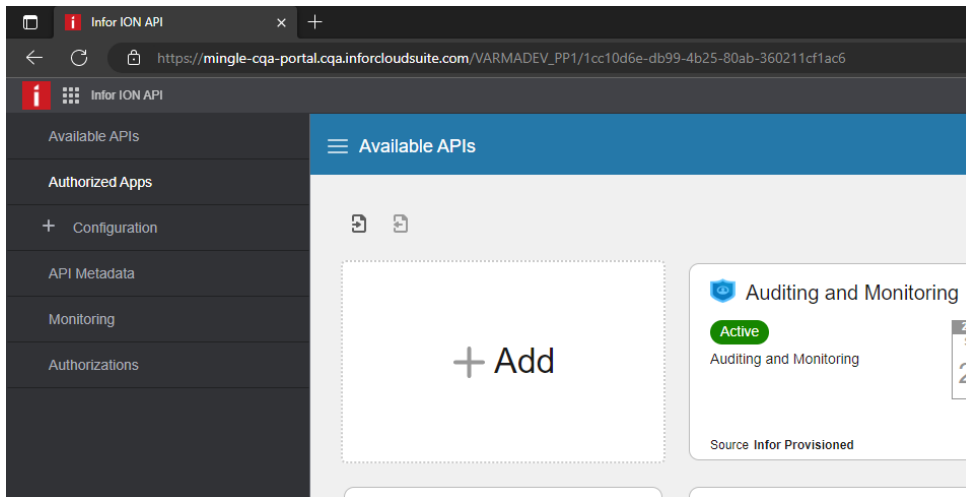 Infor ION API
https://mingle-cqa-portal.cqa.inforcloudsuite.com/VARMADEV_PP1/1cc10d6e-db99-4b25-80ab-360211cf1ac6
Infor ION API
Available APIs
Authorized Apps
Configuration
API Metadata
Monitoring
Authorizations
Available APIs
Add
Auditing and Monitoring
Active
Auditing and Monitoring
Source Infor Provisioned